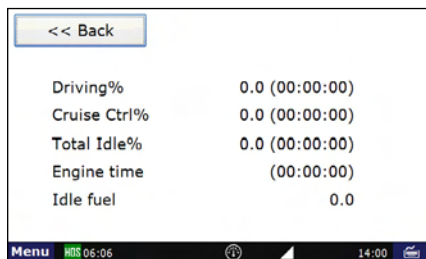 << Back
Driving% 0.0 (00:00:00)
Cruise Ctrl% 0.0 (00:00:00)
Total Idle% 0.0 (00:00:00)
Engine time (00:00:00)
Idle fuel 0.0
Menu HOS 06:06 14:00